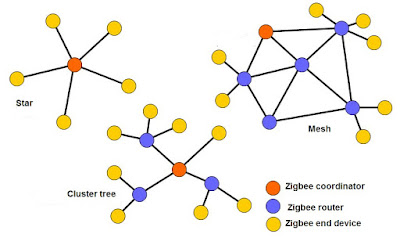 Star
Mesh
Cluster tree
Zigbee coordinator
Zigbee router
Zigbee end device